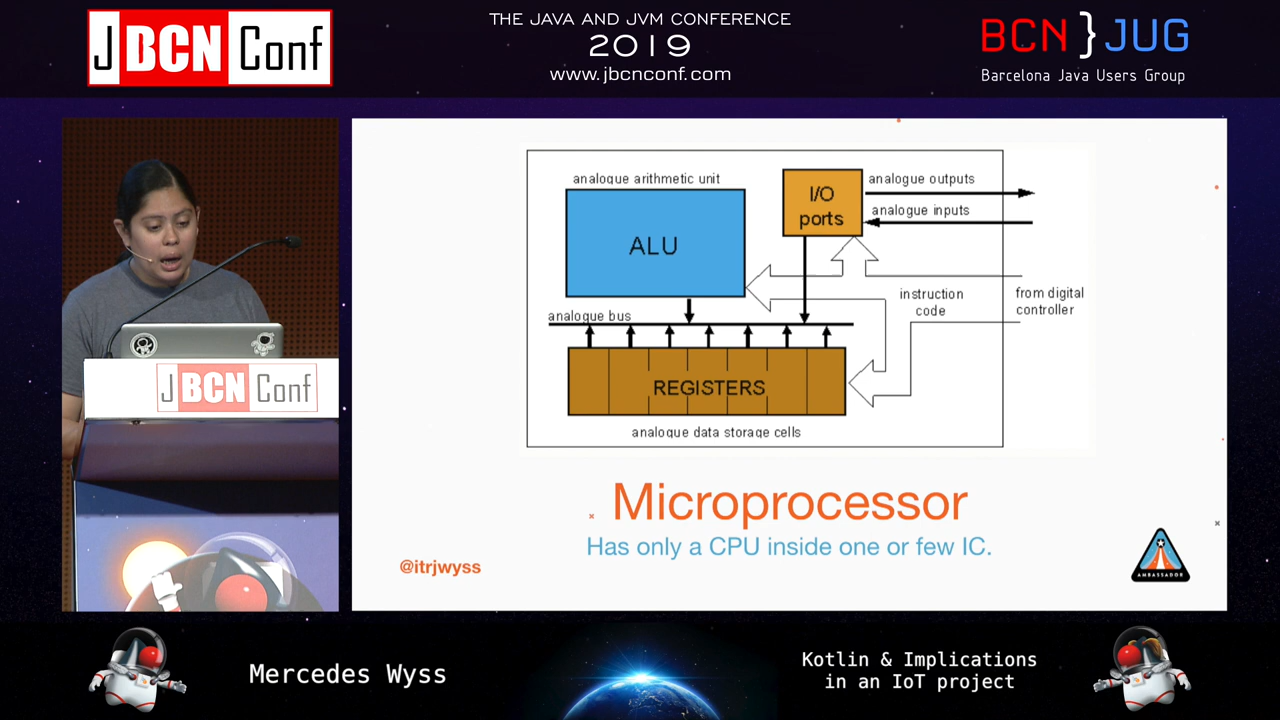 JBCNConf
THE JAVA AND JVM CONFERENCE
2019
www.jbcnconf.com
BCN}JUG
Barcelona Java Users Group
JBCNConf
analogue arithmetic unit
ALU
I/O
ports
analogue outputs
analogue inputs
analogue bus
instruction
code
from digital
controller
REGISTERS
analogue data storage cells
Microprocessor
Has only a CPU inside one or few IC.
@itrjwyss
AMBASSADOR
Mercedes Wyss
Kotlin & Implications
in an IoT project